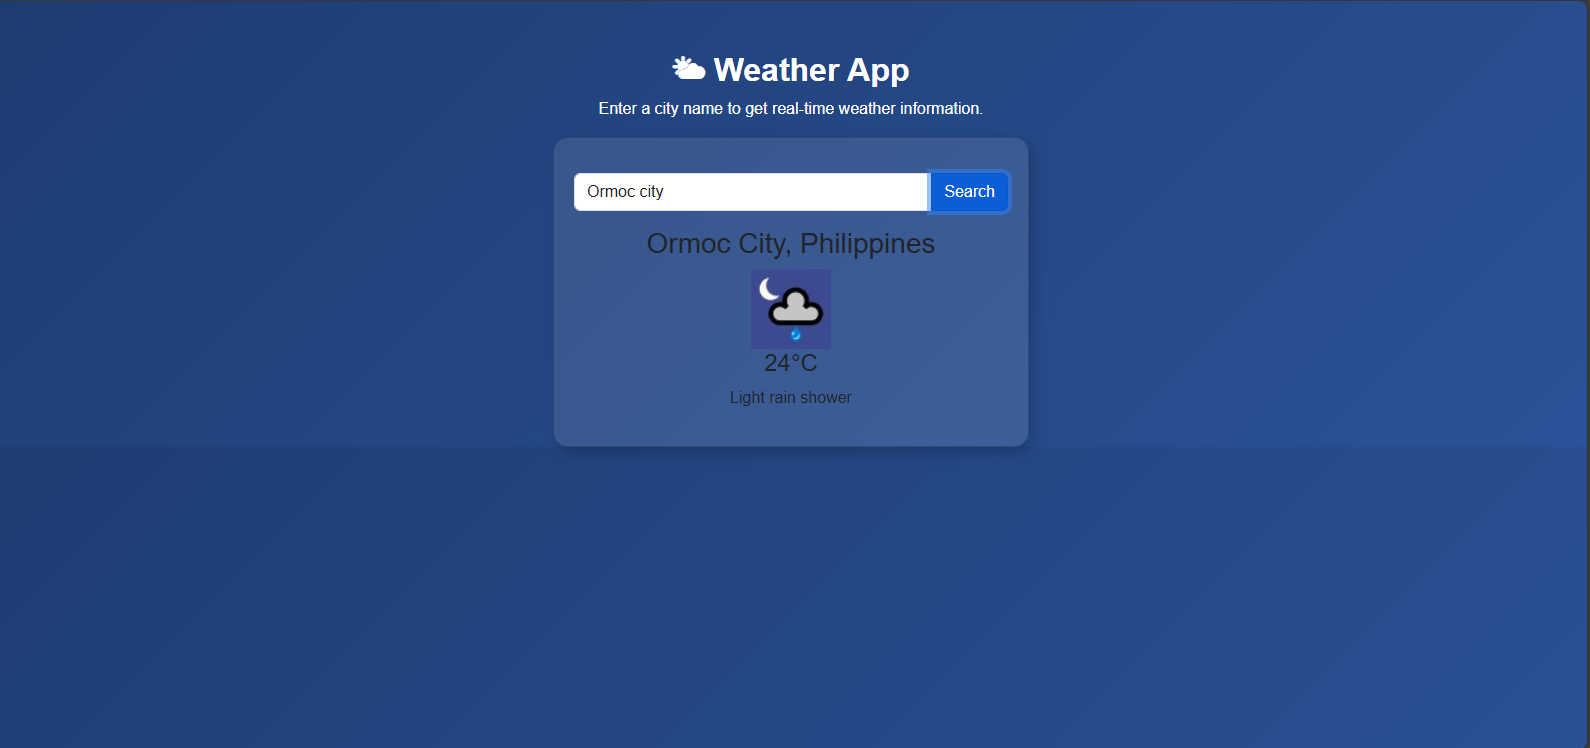 Weather App
Enter a city name to get real-time weather information.
Ormoc city
Search
Ormoc City, Philippines
24°C
Light rain shower